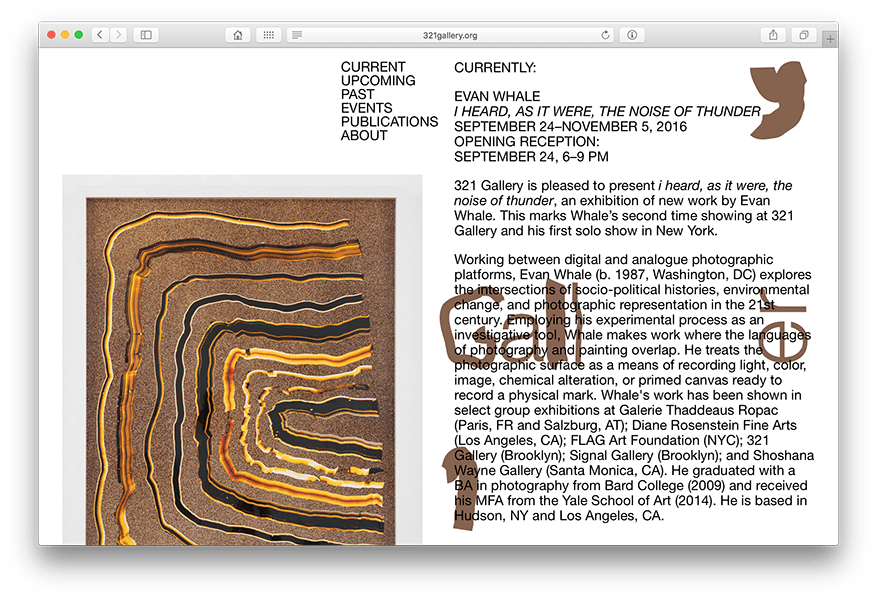 321gallery.org
CURRENT
UPCOMING
PAST
EVENTS
PUBLICATIONS
ABOUT
CURRENTLY:
EVAN WHALE
I HEARD, AS IT WERE, THE NOISE OF THUNDER
SEPTEMBER 24–NOVEMBER 5, 2016
OPENING RECEPTION:
SEPTEMBER 24, 6–9 PM
321 Gallery is pleased to present i heard, as it were, the
noise of thunder, an exhibition of new work by Evan
Whale. This marks Whale’s second time showing at 321
Gallery and his first solo show in New York.
Working between digital and analogue photographic
platforms, Evan Whale (b. 1987, Washington, DC) explores
the intersections of socio-political histories, environmental
change, and photographic representation in the 21st
century. Employing his experimental process as an
investigative tool, Whale makes work where the languages
of photography and painting overlap. He treats the
photographic surface as a means of recording light, color,
image, chemical alteration, or primed canvas ready to
record a physical mark. Whale's work has been shown in
select group exhibitions at Galerie Thaddeaus Ropac
(Paris, FR and Salzburg, AT); Diane Rosenstein Fine Arts
(Los Angeles, CA); FLAG Art Foundation (NYC); 321
Gallery (Brooklyn); Signal Gallery (Brooklyn); and Shoshana
Wayne Gallery (Santa Monica, CA). He graduated with a
BA in photography from Bard College (2009) and received
his MFA from the Yale School of Art (2014). He is based in
Hudson, NY and Los Angeles, CA.
y
Gall
er
1